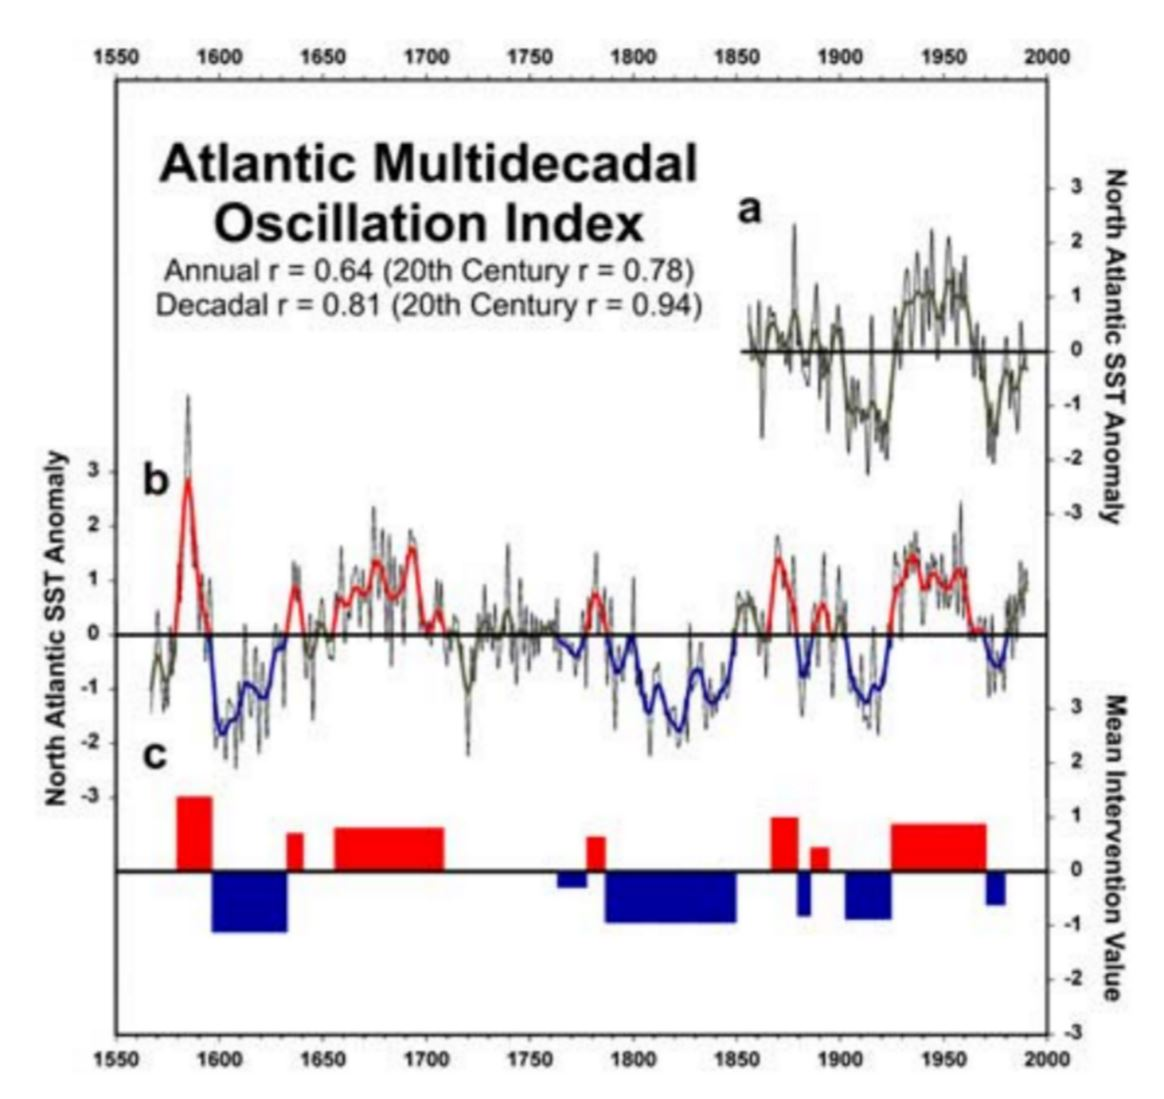 1550 1600 1650 1700 1750 1800 1850 1900 1950 2000
Atlantic Multidecadal
Oscillation Index
Annual r = 0.64 (20th Century r = 0.78)
Decadal r = 0.81 (20th Century r = 0.94)
a
3
2
1
0
-1
-2
-3
North Atlantic SST Anomaly
b
3
2
1
0
-1
-2
-3
North Atlantic SST Anomaly
c
3
2
1
0
-1
-2
-3
Mean Intervention Value
1550 1600 1650 1700 1750 1800 1850 1900 1950 2000